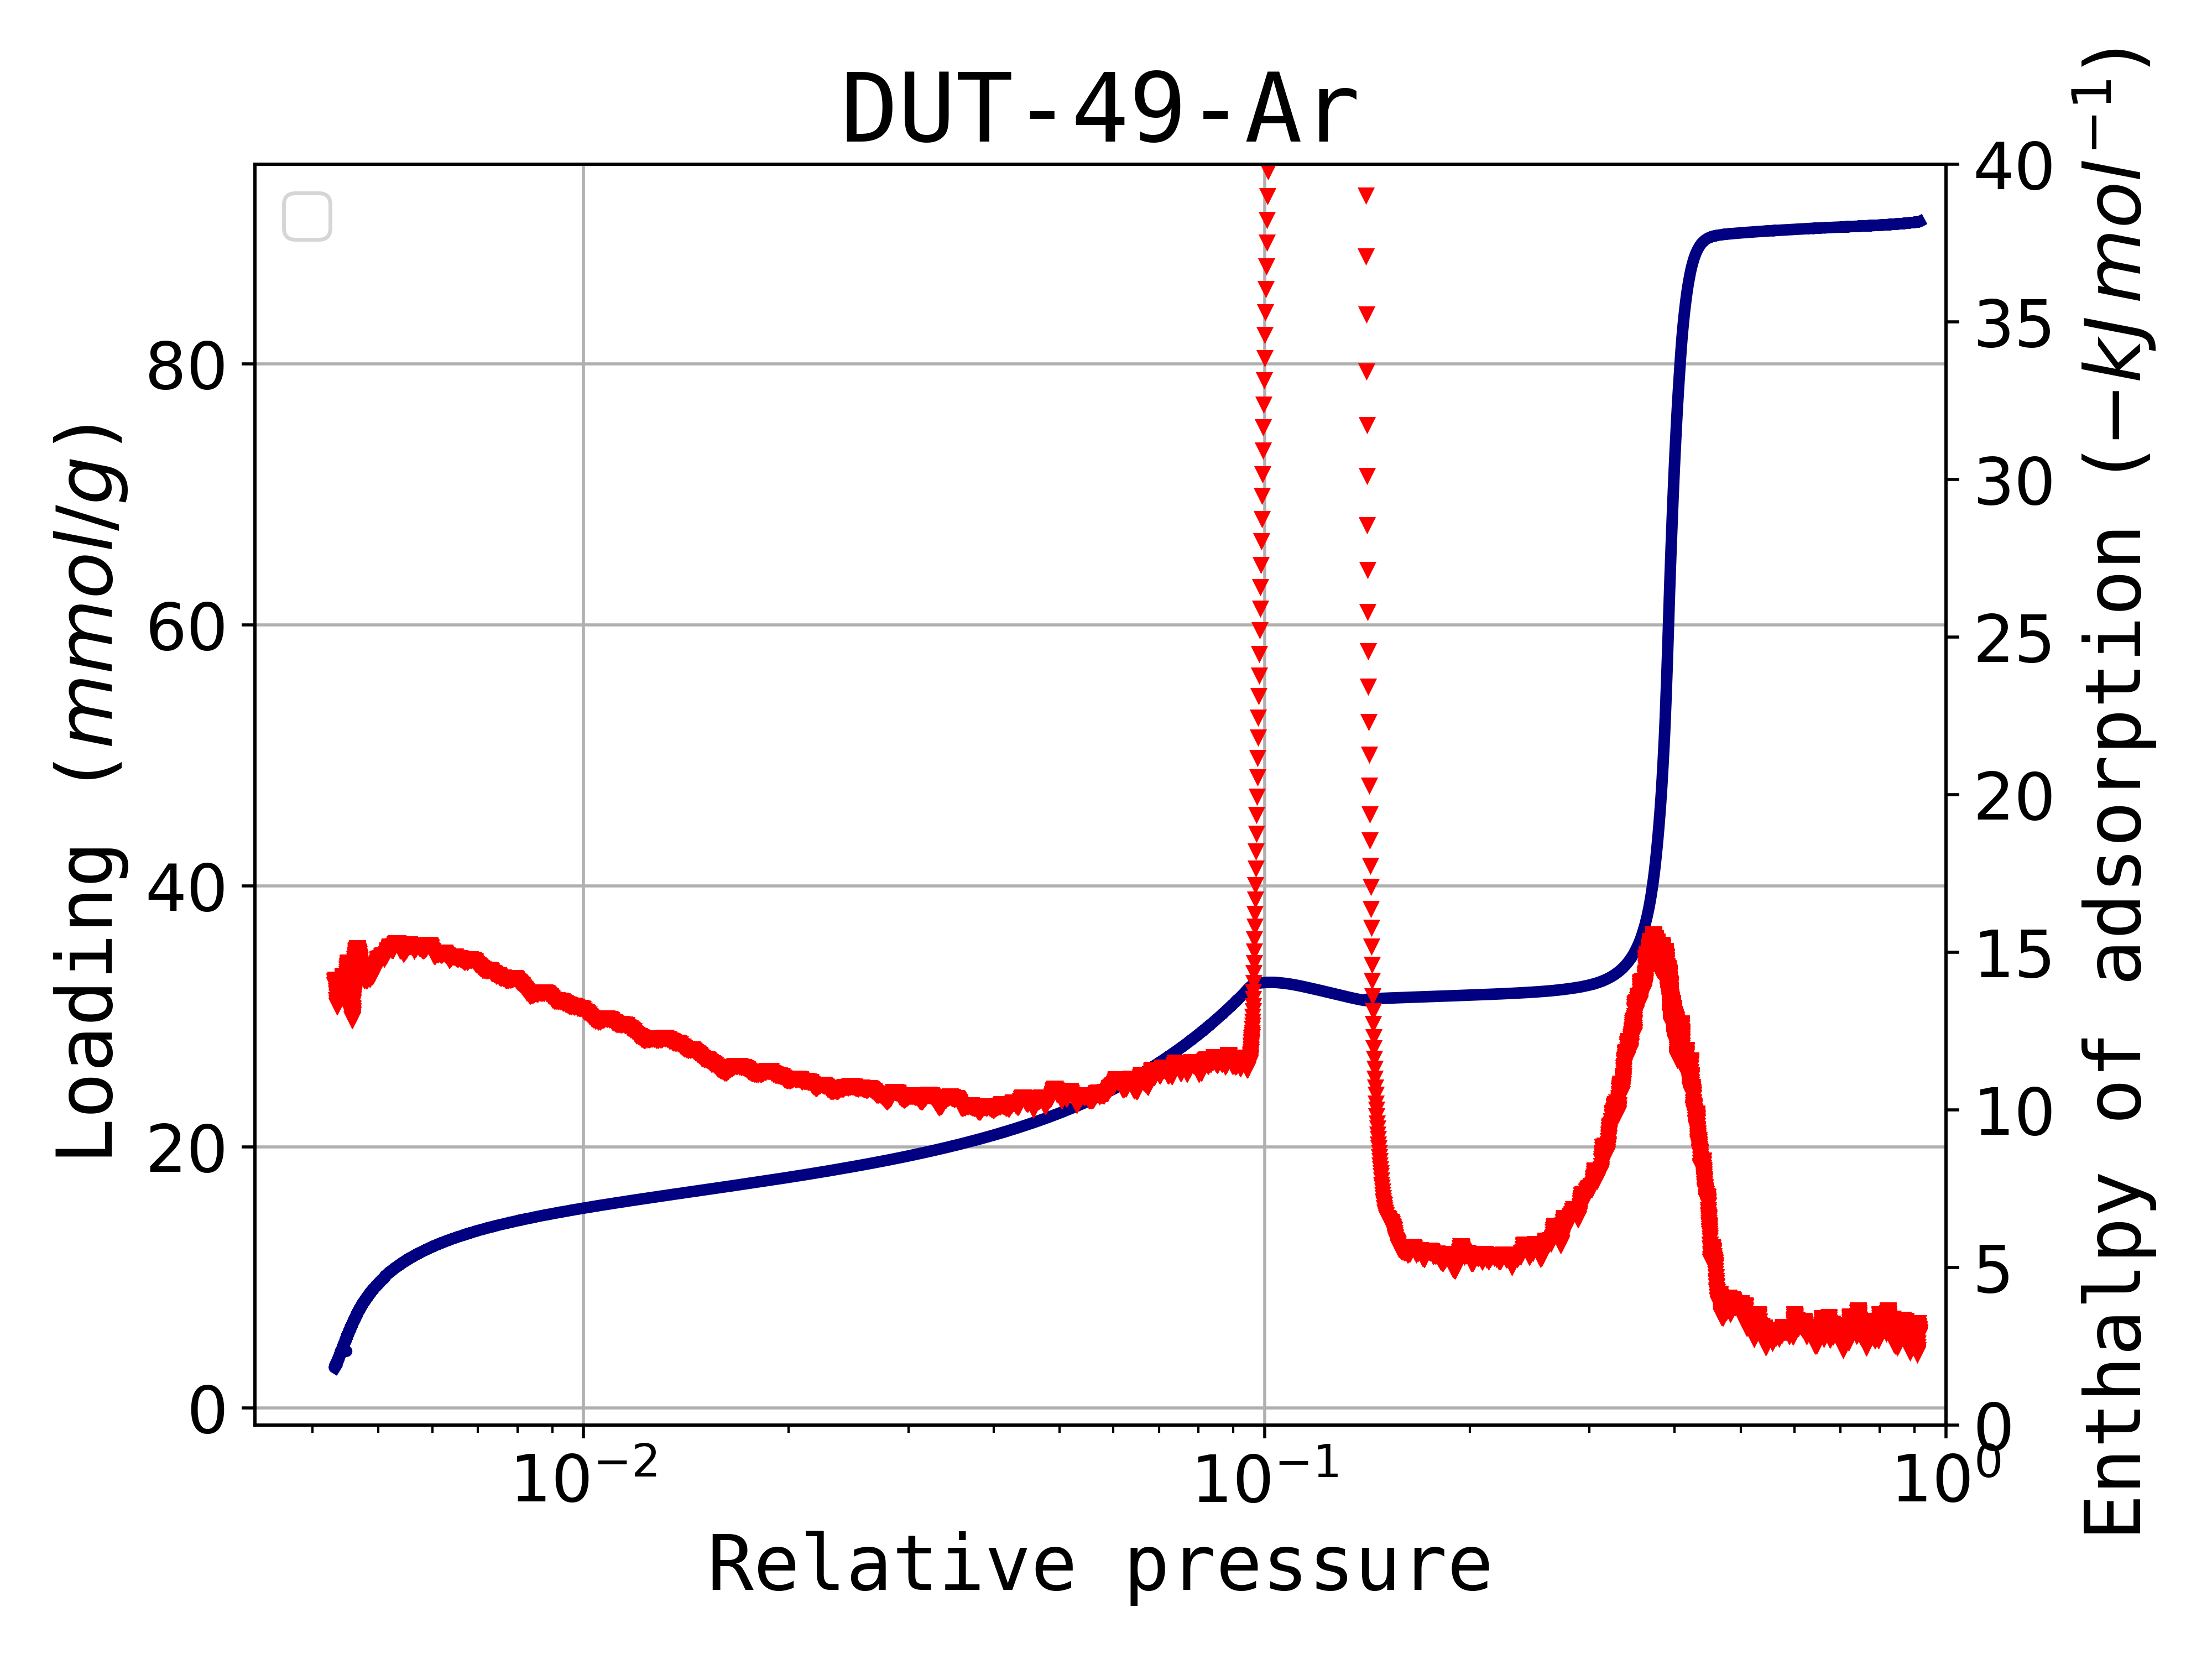 DUT-49-Ar
Loading (mmol/g)
80
60
40
20
0
40
35
30
25
20
15
10
5
0
Enthalpy of adsorption (−kJ mol⁻¹)
10⁻² 10⁻¹ 10⁰
Relative pressure